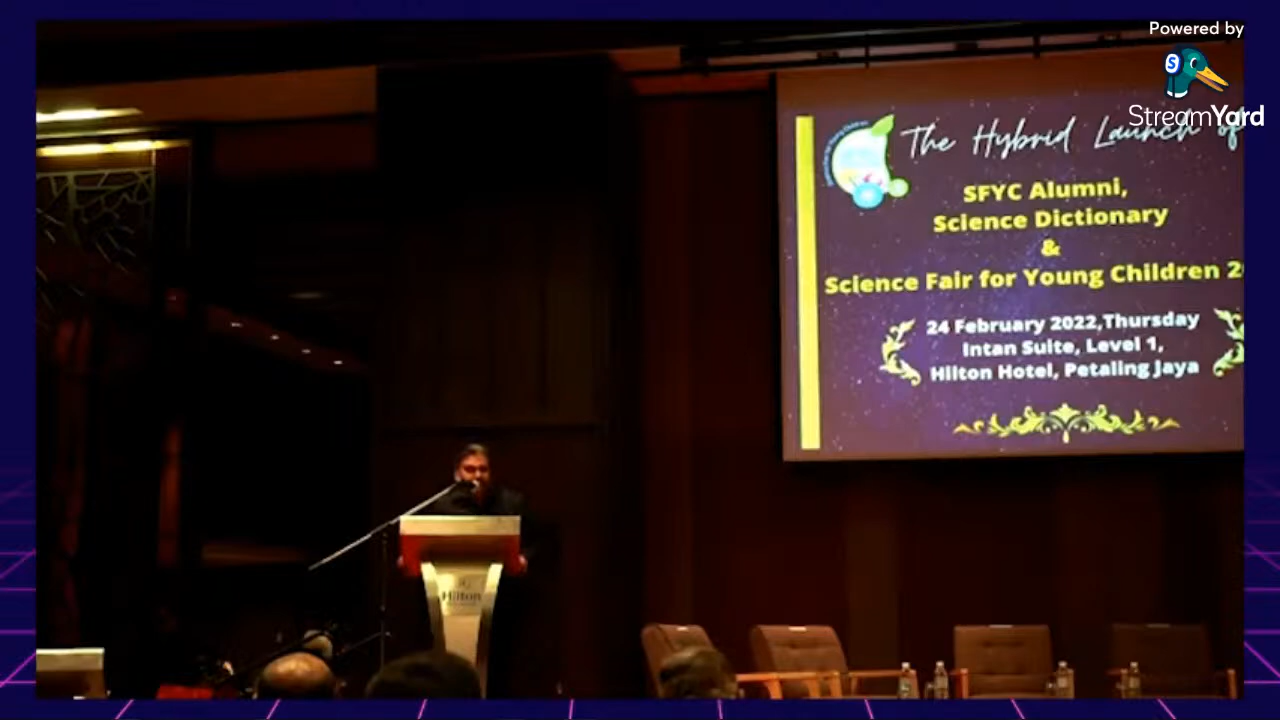 Powered by
StreamYard
The Hybrid Launch of
SFYC Alumni,
Science Dictionary
&
Science Fair for Young Children 2
24 February 2022,Thursday
Intan Suite, Level 1,
Hilton Hotel, Petaling Jaya
Hilton